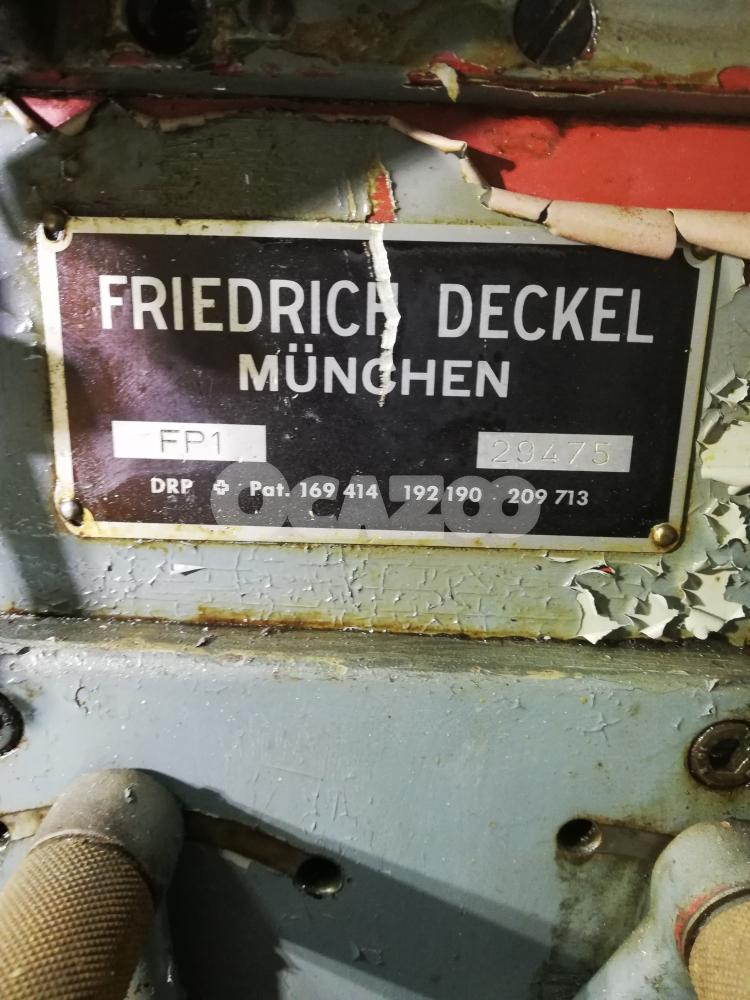 FRIEDRICH DECKEL
MÜNCHEN
FP1 29475
DRP ✚ Pat. 169 414 192 190 209 713
OCAZOO